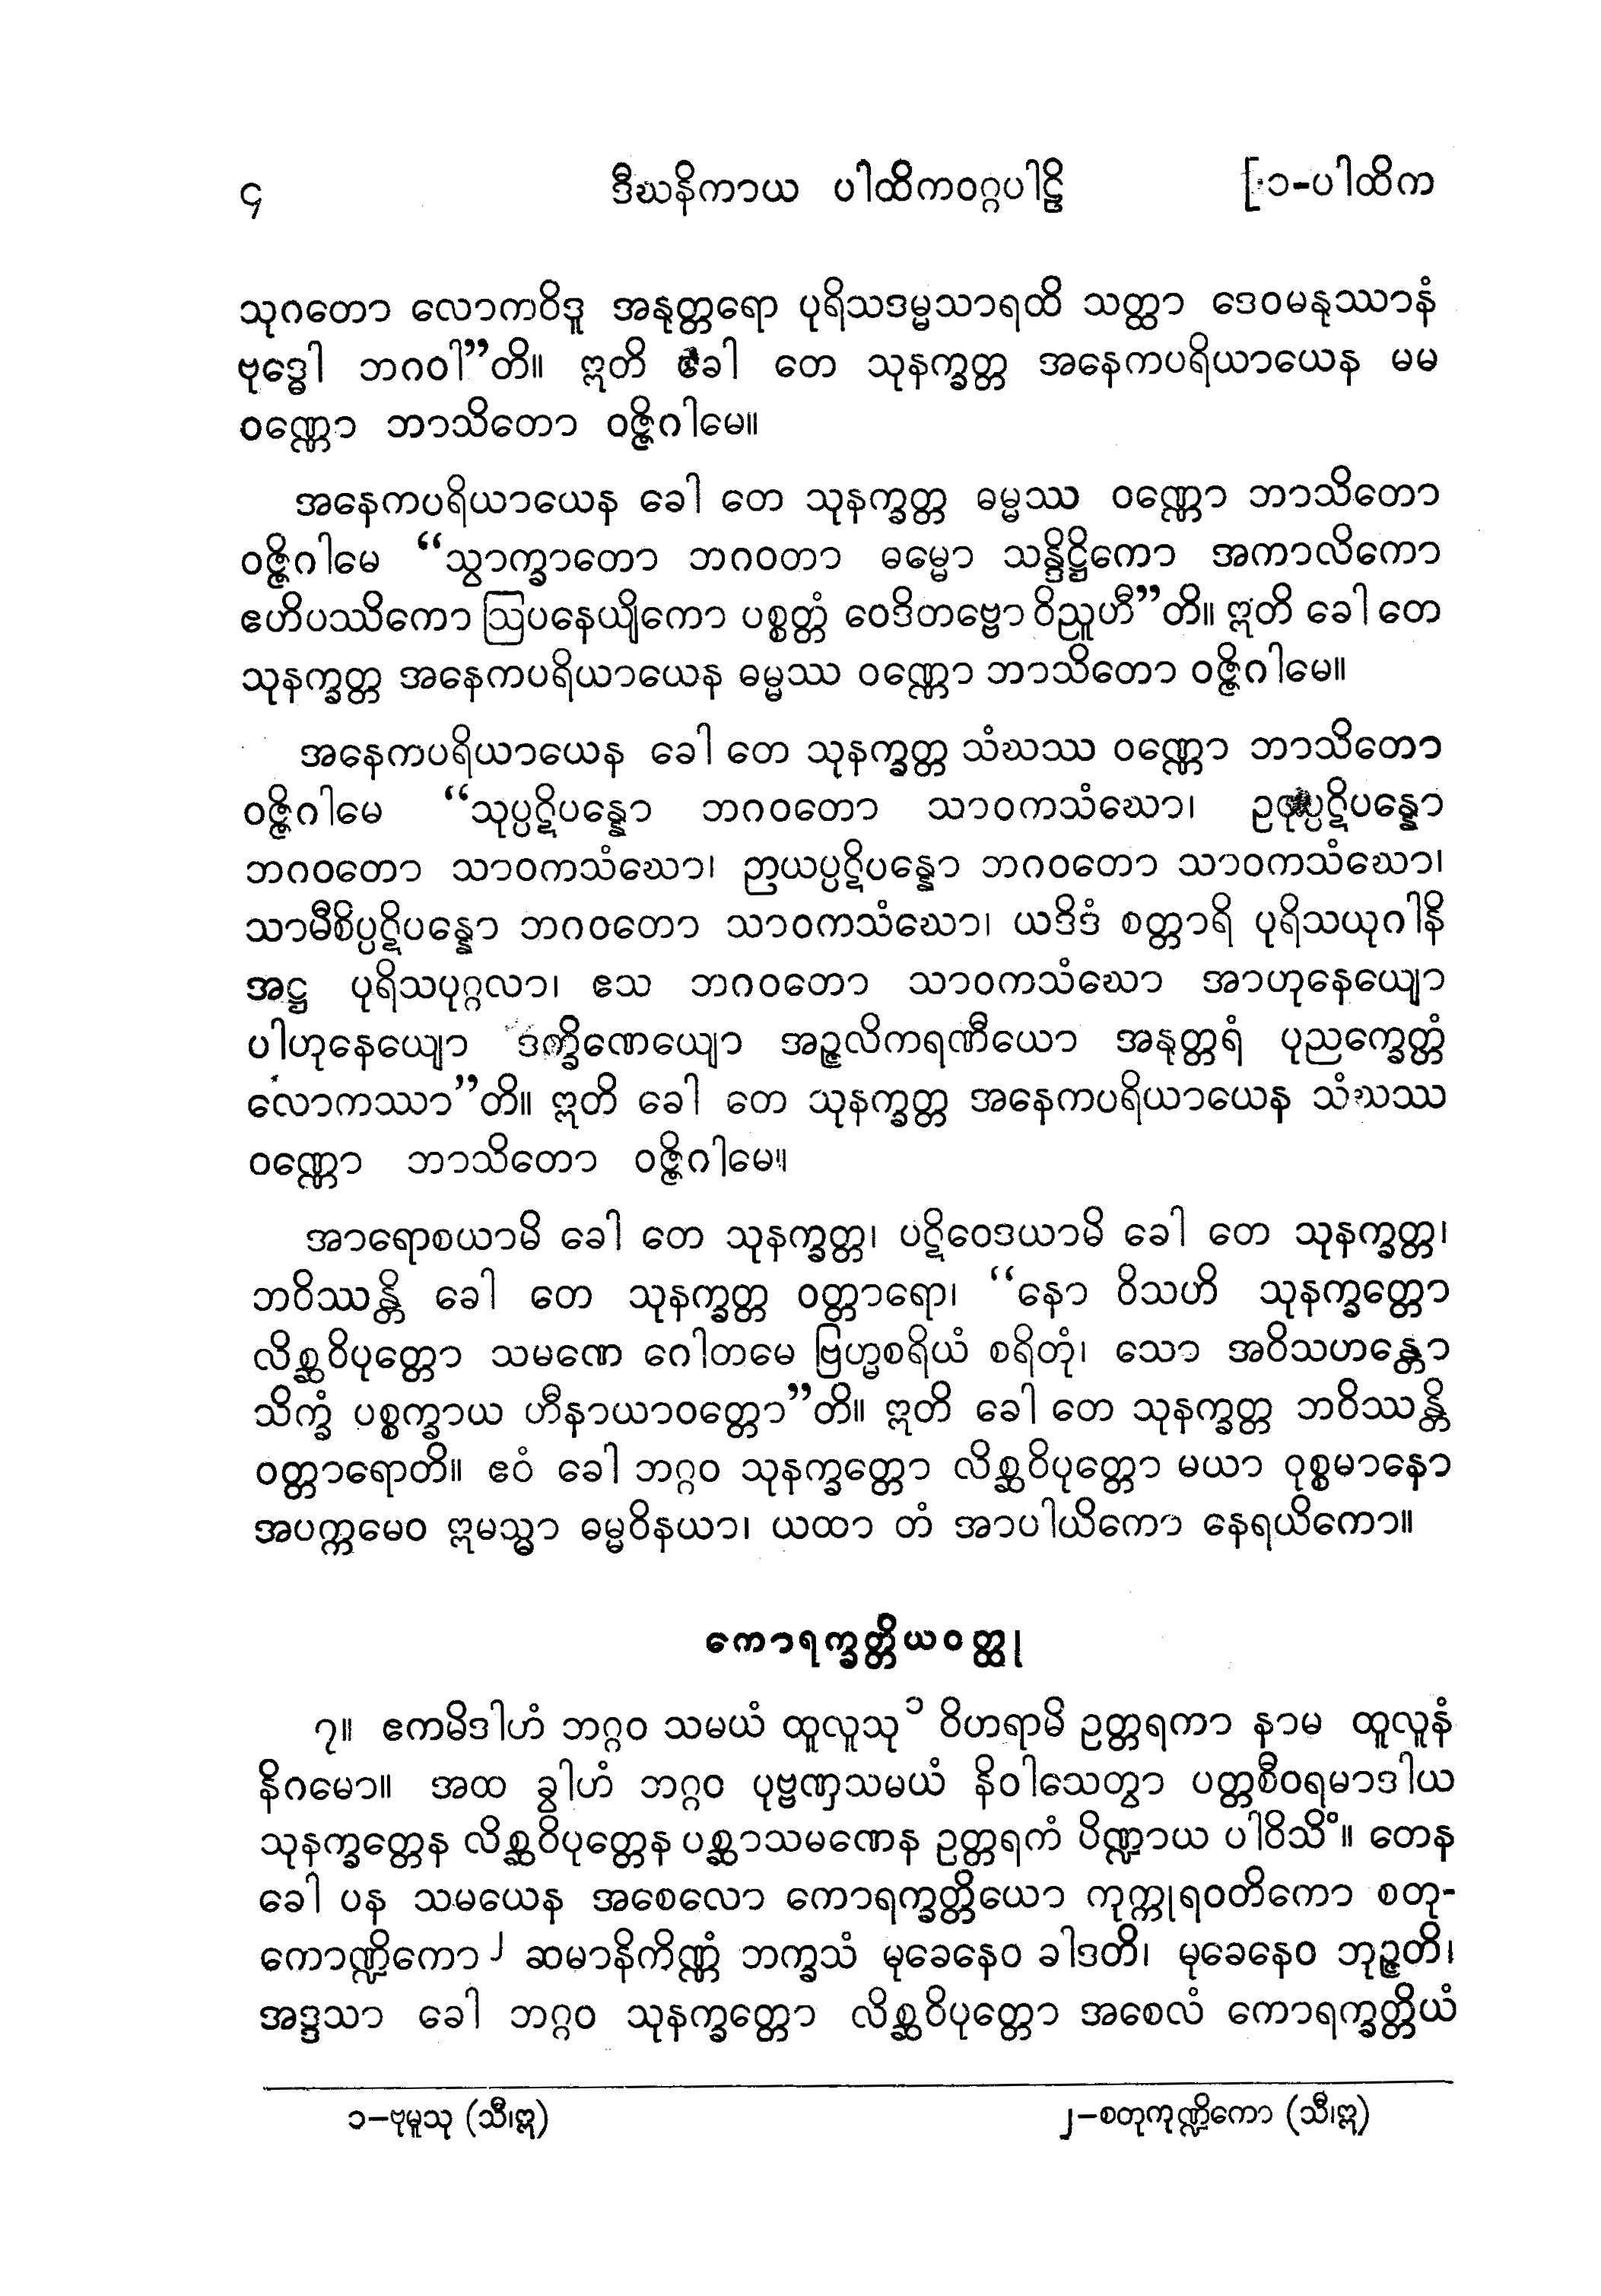 ၄ ဒီဃနိကာယ ပါထိကဝဂ္ဂပါဠိ [၁-ပါထိက
သုဂတော လောကဝိဒူ အနုတ္တရော ပုရိသဒမ္မသာရထိ သတ္ထာ ဒေဝမနုဿာနံ
ဗုဒ္ဓေါ ဘဂဝါ”တိ။ ဣတိ ခေါ တေ သုနက္ခတ္တ အနေကပရိယာယေန မမ
ဝဏ္ဏော ဘာသိတော ဝဇ္ဇိဂါမေ။
အနေကပရိယာယေန ခေါ တေ သုနက္ခတ္တ ဓမ္မဿ ဝဏ္ဏော ဘာသိတော
ဝဇ္ဇိဂါမေ “သွာက္ခာတော ဘဂဝတာ ဓမ္မော သန္ဒိဋ္ဌိကော အကာလိကော
ဧဟိပဿိကော ဩပနေယျိကော ပစ္စတ္တံ ဝေဒိတဗ္ဗော ဝိညူဟီ”တိ။ ဣတိ ခေါ တေ
သုနက္ခတ္တ အနေကပရိယာယေန ဓမ္မဿ ဝဏ္ဏော ဘာသိတော ဝဇ္ဇိဂါမေ။
အနေကပရိယာယေန ခေါ တေ သုနက္ခတ္တ သံဃဿ ဝဏ္ဏော ဘာသိတော
ဝဇ္ဇိဂါမေ “သုပ္ပဋိပန္နော ဘဂဝတော သာဝကသံဃော၊ ဥဇုပ္ပဋိပန္နော
ဘဂဝတော သာဝကသံဃော၊ ဉာယပ္ပဋိပန္နော ဘဂဝတော သာဝကသံဃော၊
သာမီစိပ္ပဋိပန္နော ဘဂဝတော သာဝကသံဃော၊ ယဒိဒံ စတ္တာရိ ပုရိသယုဂါနိ
အဋ္ဌ ပုရိသပုဂ္ဂလာ၊ ဧသ ဘဂဝတော သာဝကသံဃော အာဟုနေယျော
ပါဟုနေယျော ဒက္ခိဏေယျော အဉ္ဇလိကရဏီယော အနုတ္တရံ ပုညက္ခေတ္တံ
လောကဿာ”တိ။ ဣတိ ခေါ တေ သုနက္ခတ္တ အနေကပရိယာယေန သံဃဿ
ဝဏ္ဏော ဘာသိတော ဝဇ္ဇိဂါမေ။
အာရောစယာမိ ခေါ တေ သုနက္ခတ္တ၊ ပဋိဝေဒယာမိ ခေါ တေ သုနက္ခတ္တ၊
ဘဝိဿန္တိ ခေါ တေ သုနက္ခတ္တ ဝတ္တာရော၊ “နော ဝိသဟိ သုနက္ခတ္တော
လိစ္ဆဝိပုတ္တော သမဏေ ဂေါတမေ ဗြဟ္မစရိယံ စရိတုံ၊ သော အဝိသဟန္တော
သိက္ခံ ပစ္စက္ခာယ ဟီနာယာဝတ္တော”တိ။ ဣတိ ခေါ တေ သုနက္ခတ္တ ဘဝိဿန္တိ
ဝတ္တာရောတိ။ ဧဝံ ခေါ ဘဂ္ဂဝ သုနက္ခတ္တော လိစ္ဆဝိပုတ္တော မယာ ဝုစ္စမာနော
အပက္ကမေဝ ဣမသ္မာ ဓမ္မဝိနယာ၊ ယထာ တံ အာပါယိကော နေရယိကော။
ကောရက္ခတ္တိယဝတ္ထု
၇။ ဧကမိဒါဟံ ဘဂ္ဂဝ သမယံ ထူလူသု၁ ဝိဟရာမိ ဥတ္တရကာ နာမ ထူလူနံ
နိဂမော။ အထ ခွါဟံ ဘဂ္ဂဝ ပုဗ္ဗဏှသမယံ နိဝါသေတွာ ပတ္တစီဝရမာဒါယ
သုနက္ခတ္တေန လိစ္ဆဝိပုတ္တေန ပစ္ဆာသမဏေန ဥတ္တရကံ ပိဏ္ဍာယ ပါဝိသိံ။ တေန
ခေါ ပန သမယေန အစေလော ကောရက္ခတ္တိယော ကုက္ကုရဝတိကော စတု-
ကောဏ္ဍိကော၂ ဆမာနိကိဏ္ဏံ ဘက္ခသံ မုခေနေဝ ခါဒတိ၊ မုခေနေဝ ဘုဉ္ဇတိ၊
အဒ္ဒသာ ခေါ ဘဂ္ဂဝ သုနက္ခတ္တော လိစ္ဆဝိပုတ္တော အစေလံ ကောရက္ခတ္တိယံ
၁−ဗုမူသု (သီ၊ဣ) ၂−စတုကုဏ္ဍိကော (သီ၊ဣ)